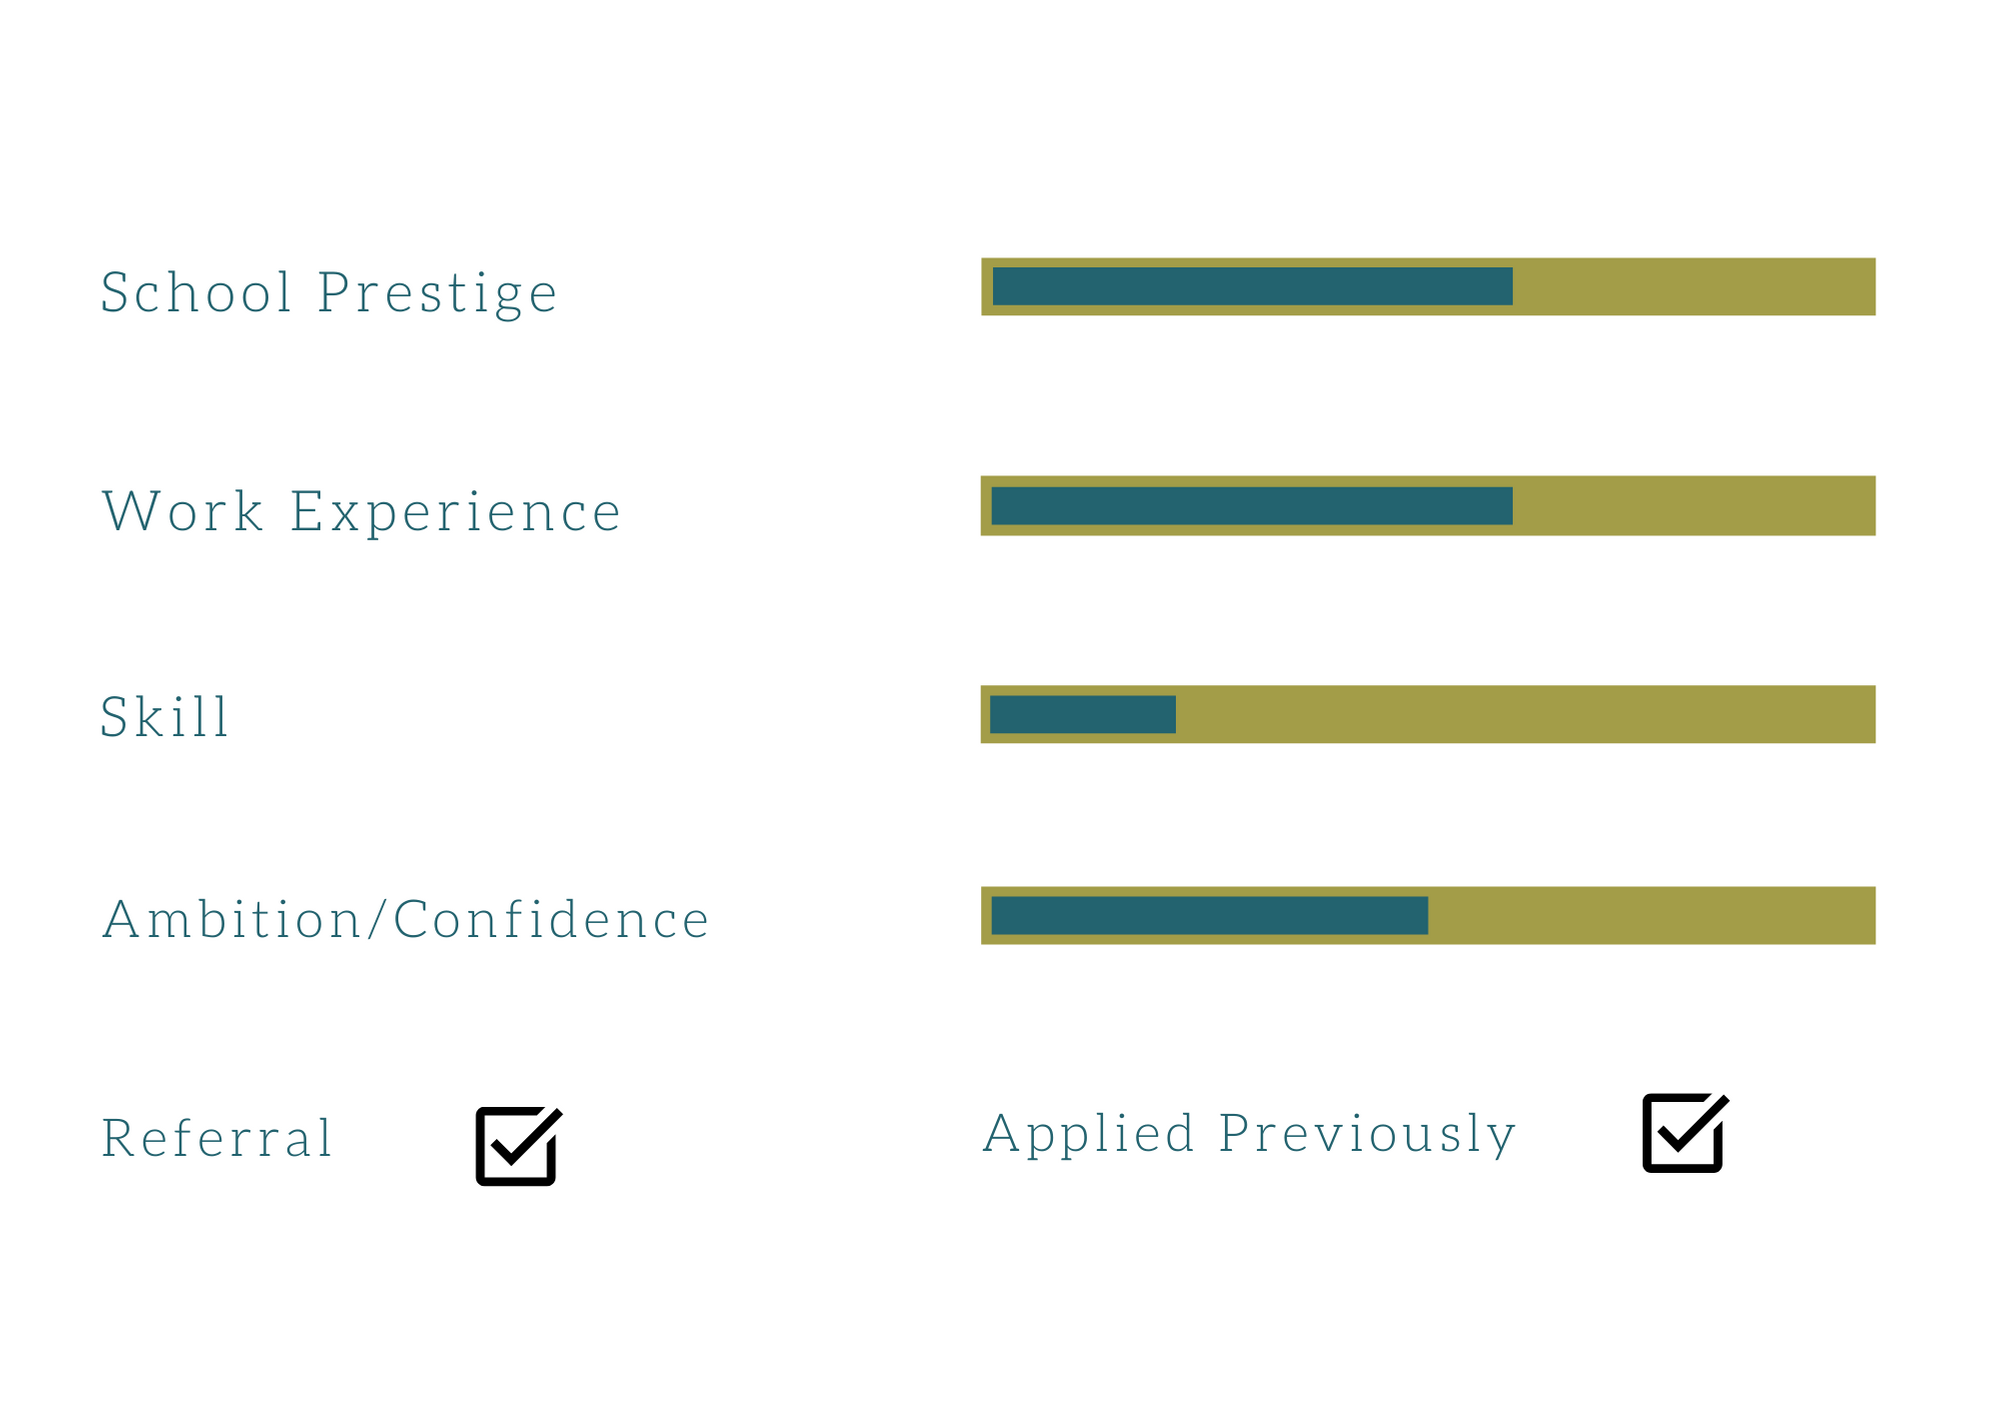 School Prestige
Work Experience
Skill
Ambition/Confidence
Referral
Applied Previously